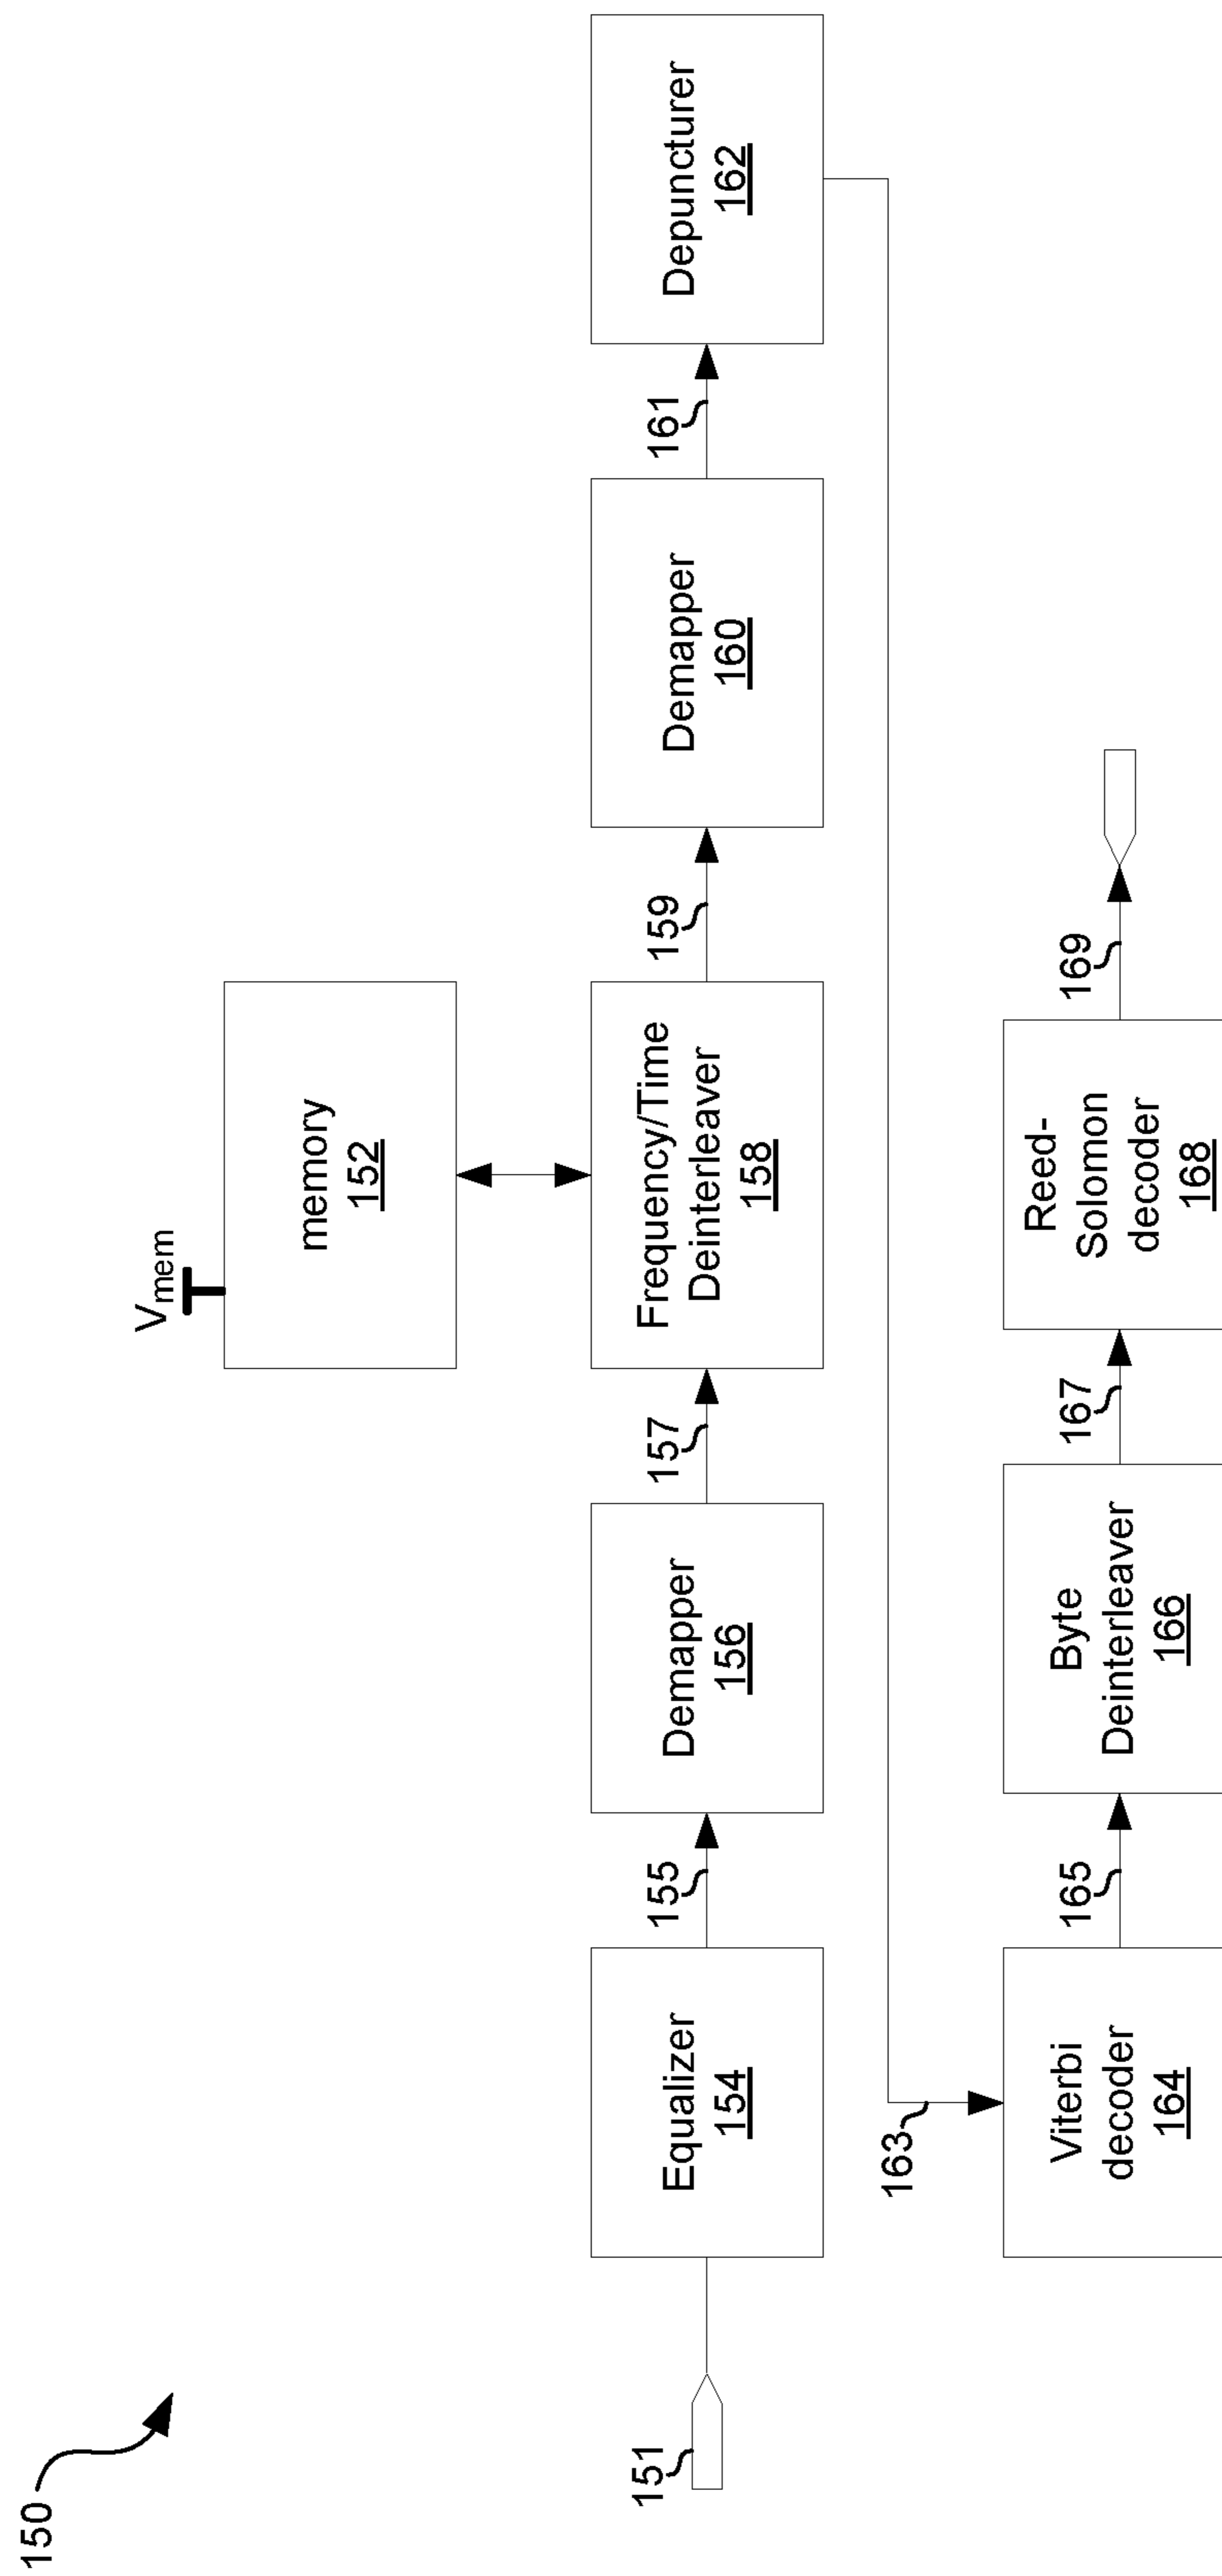 150
V mem
memory
152
151
Equalizer
154
155
Demapper
156
157
Frequency/Time
Deinterleaver
158
159
Demapper
160
161
Depuncturer
162
163
Viterbi
decoder
164
165
Byte
Deinterleaver
166
167
Reed-
Solomon
decoder
168
169